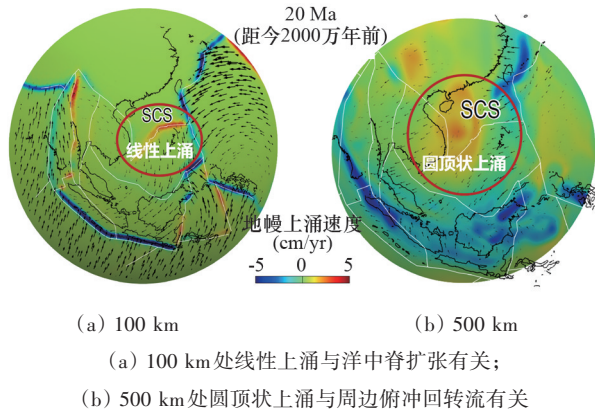 20 Ma
(距今2000万年前)
SCS
线性上涌
SCS
圆顶状上涌
地幔上涌速度
(cm/yr)
-5 0 5
(a) 100 km
(b) 500 km
(a) 100 km处线性上涌与洋中脊扩张有关；
(b) 500 km处圆顶状上涌与周边俯冲回转流有关